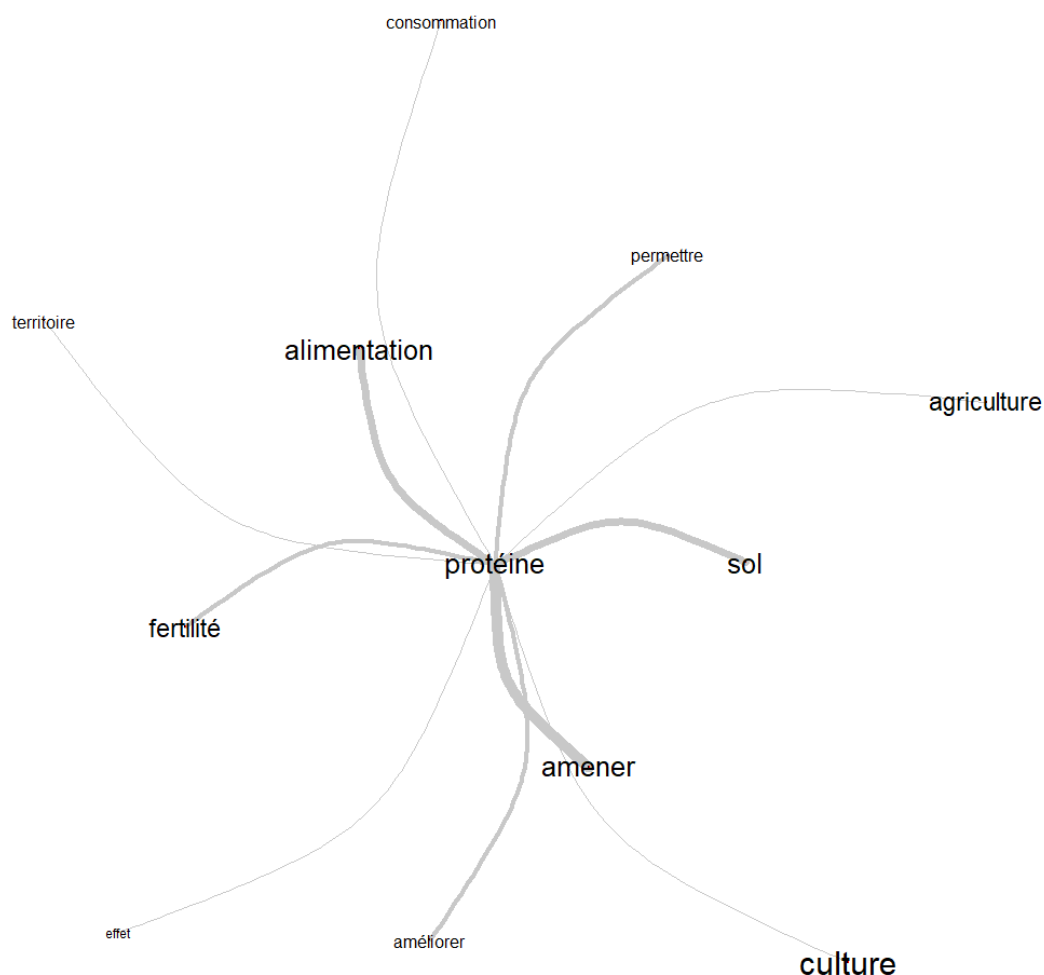 consommation
permettre
territoire
alimentation
agriculture
protéine
sol
fertilité
amener
effet
améliorer
culture